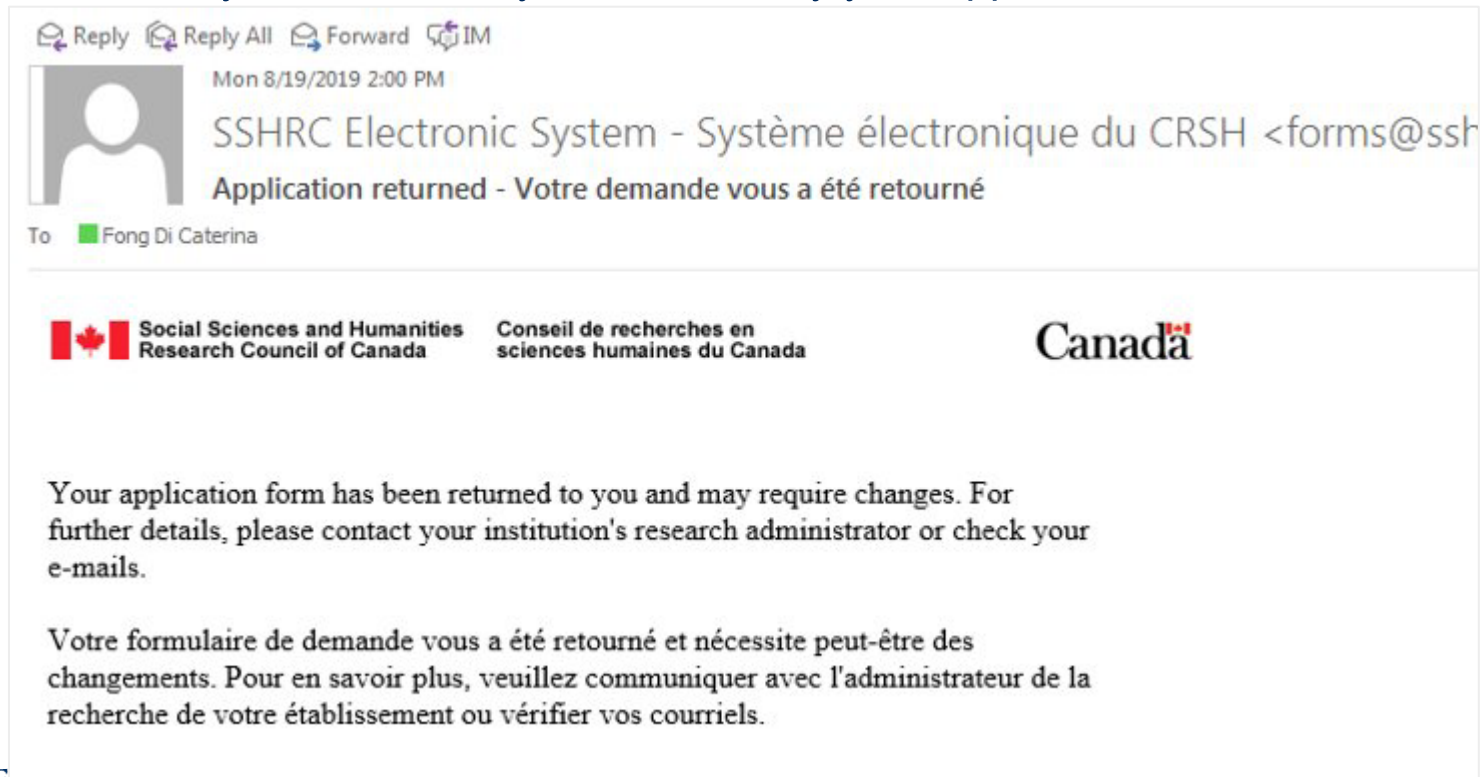 Reply Reply All Forward IM
Mon 8/19/2019 2:00 PM
SSHRC Electronic System - Système électronique du CRSH <forms@ssh
Application returned - Votre demande vous a été retourné
To Fong Di Caterina
Social Sciences and Humanities Research Council of Canada
Conseil de recherches en sciences humaines du Canada
Canada
Your application form has been returned to you and may require changes. For
further details, please contact your institution's research administrator or check your
e-mails.
Votre formulaire de demande vous a été retourné et nécessite peut-être des
changements. Pour en savoir plus, veuillez communiquer avec l'administrateur de la
recherche de votre établissement ou vérifier vos courriels.